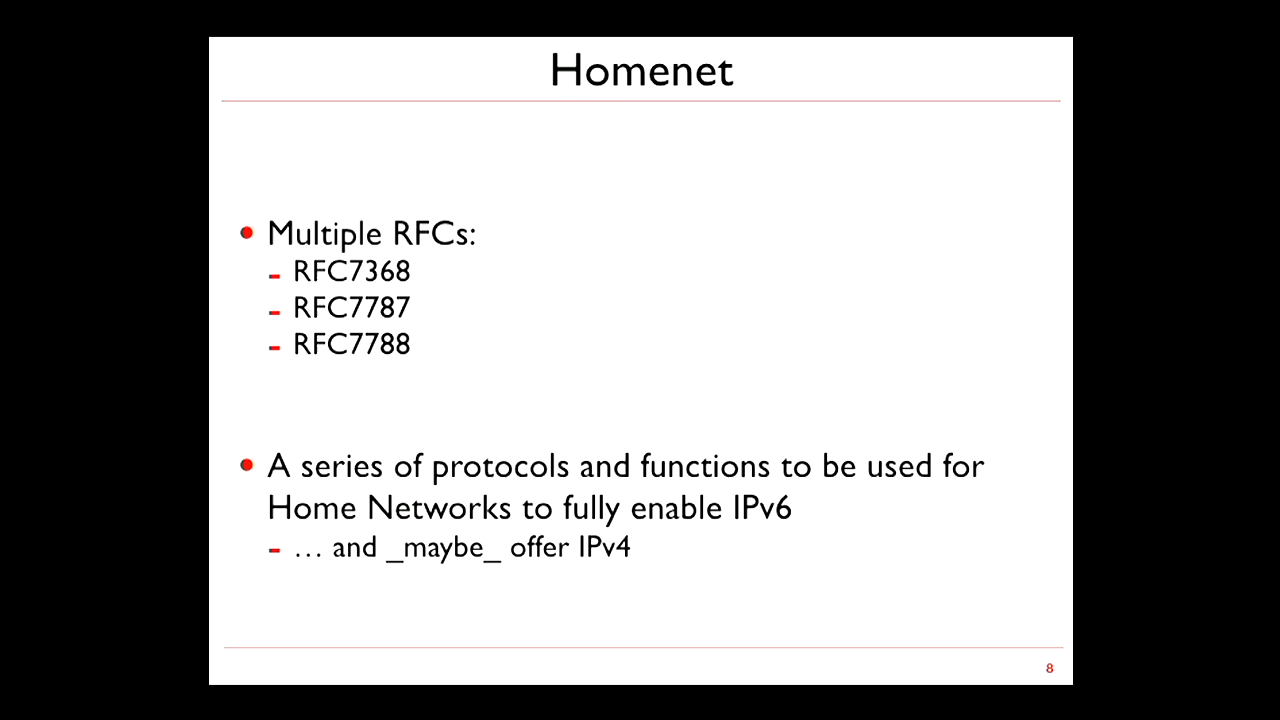 Homenet
Multiple RFCs:
- RFC7368
- RFC7787
- RFC7788
A series of protocols and functions to be used for
Home Networks to fully enable IPv6
- … and _maybe_ offer IPv4
8